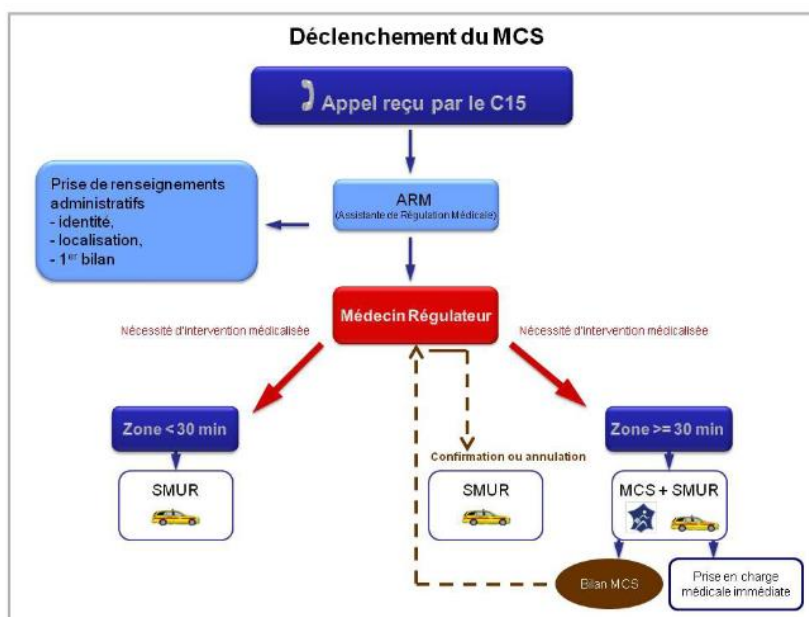 Déclenchement du MCS
Appel reçu par le C15
Prise de renseignements
administratifs
- identité,
- localisation,
- 1er bilan
ARM
(Assistante de Régulation Médicale)
Médecin Régulateur
Nécessité d'intervention médicalisée
Nécessité d'intervention médicalisée
Zone < 30 min
Zone >= 30 min
Confirmation ou annulation
SMUR
SMUR
MCS + SMUR
Bilan MCS
Prise en charge
médicale immédiate